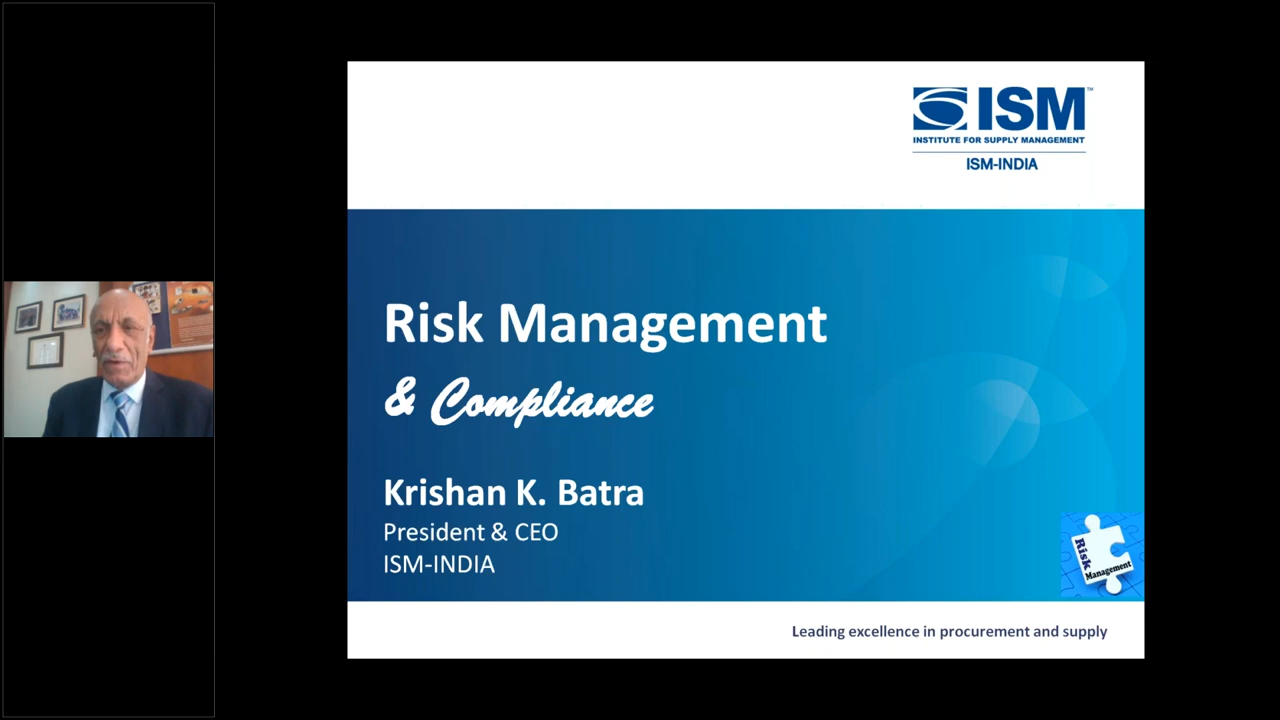 ISM™
INSTITUTE FOR SUPPLY MANAGEMENT
ISM-INDIA
Risk Management
& Compliance
Krishan K. Batra
President & CEO
ISM-INDIA
Risk
Management
Leading excellence in procurement and supply